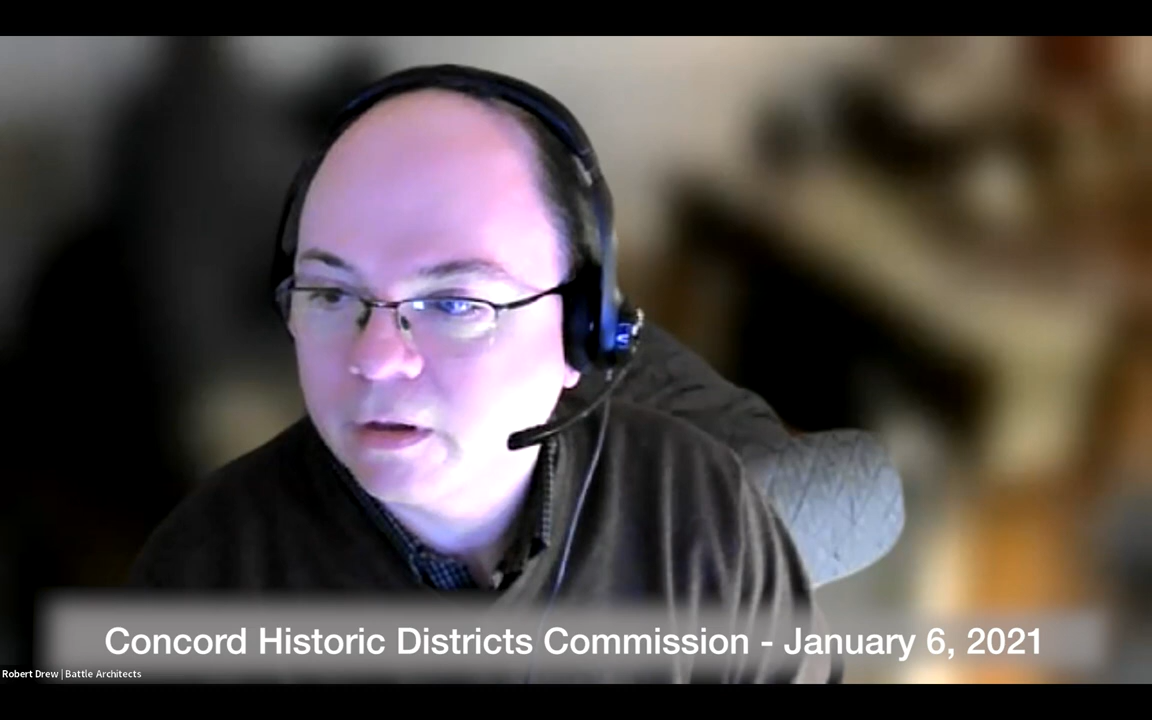 Concord Historic Districts Commission - January 6, 2021
Robert Drew | Battle Architects